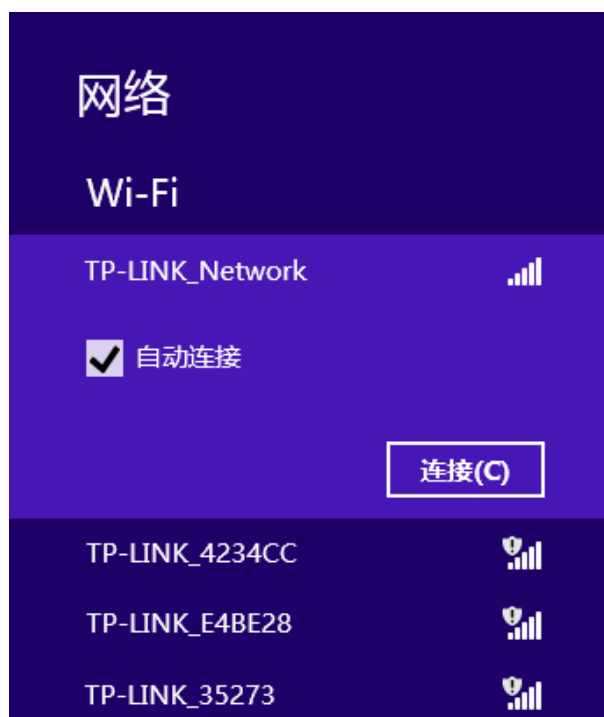 网络
Wi-Fi
TP-LINK_Network
自动连接
连接(C)
TP-LINK_4234CC
TP-LINK_E4BE28
TP-LINK_35273